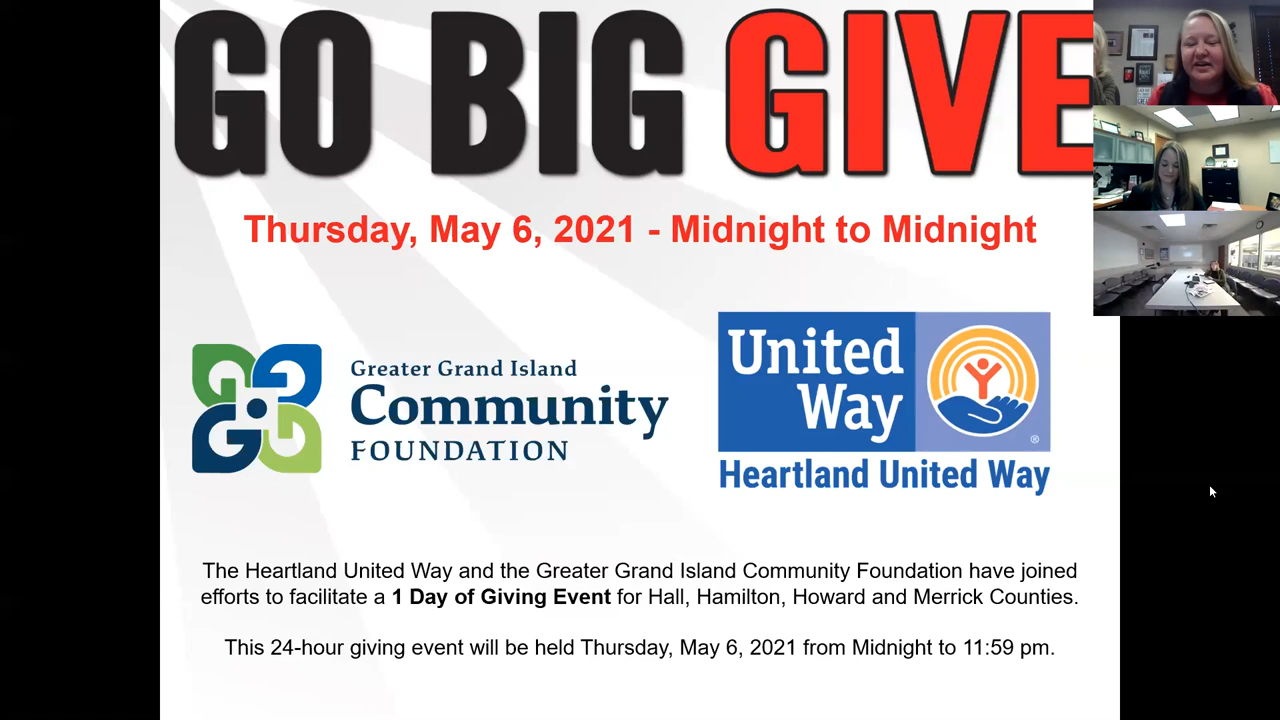 GO BIG GIVE
Thursday, May 6, 2021 - Midnight to Midnight
Greater Grand Island
Community
FOUNDATION
United
Way
®
Heartland United Way
The Heartland United Way and the Greater Grand Island Community Foundation have joined
efforts to facilitate a 1 Day of Giving Event for Hall, Hamilton, Howard and Merrick Counties.
This 24-hour giving event will be held Thursday, May 6, 2021 from Midnight to 11:59 pm.